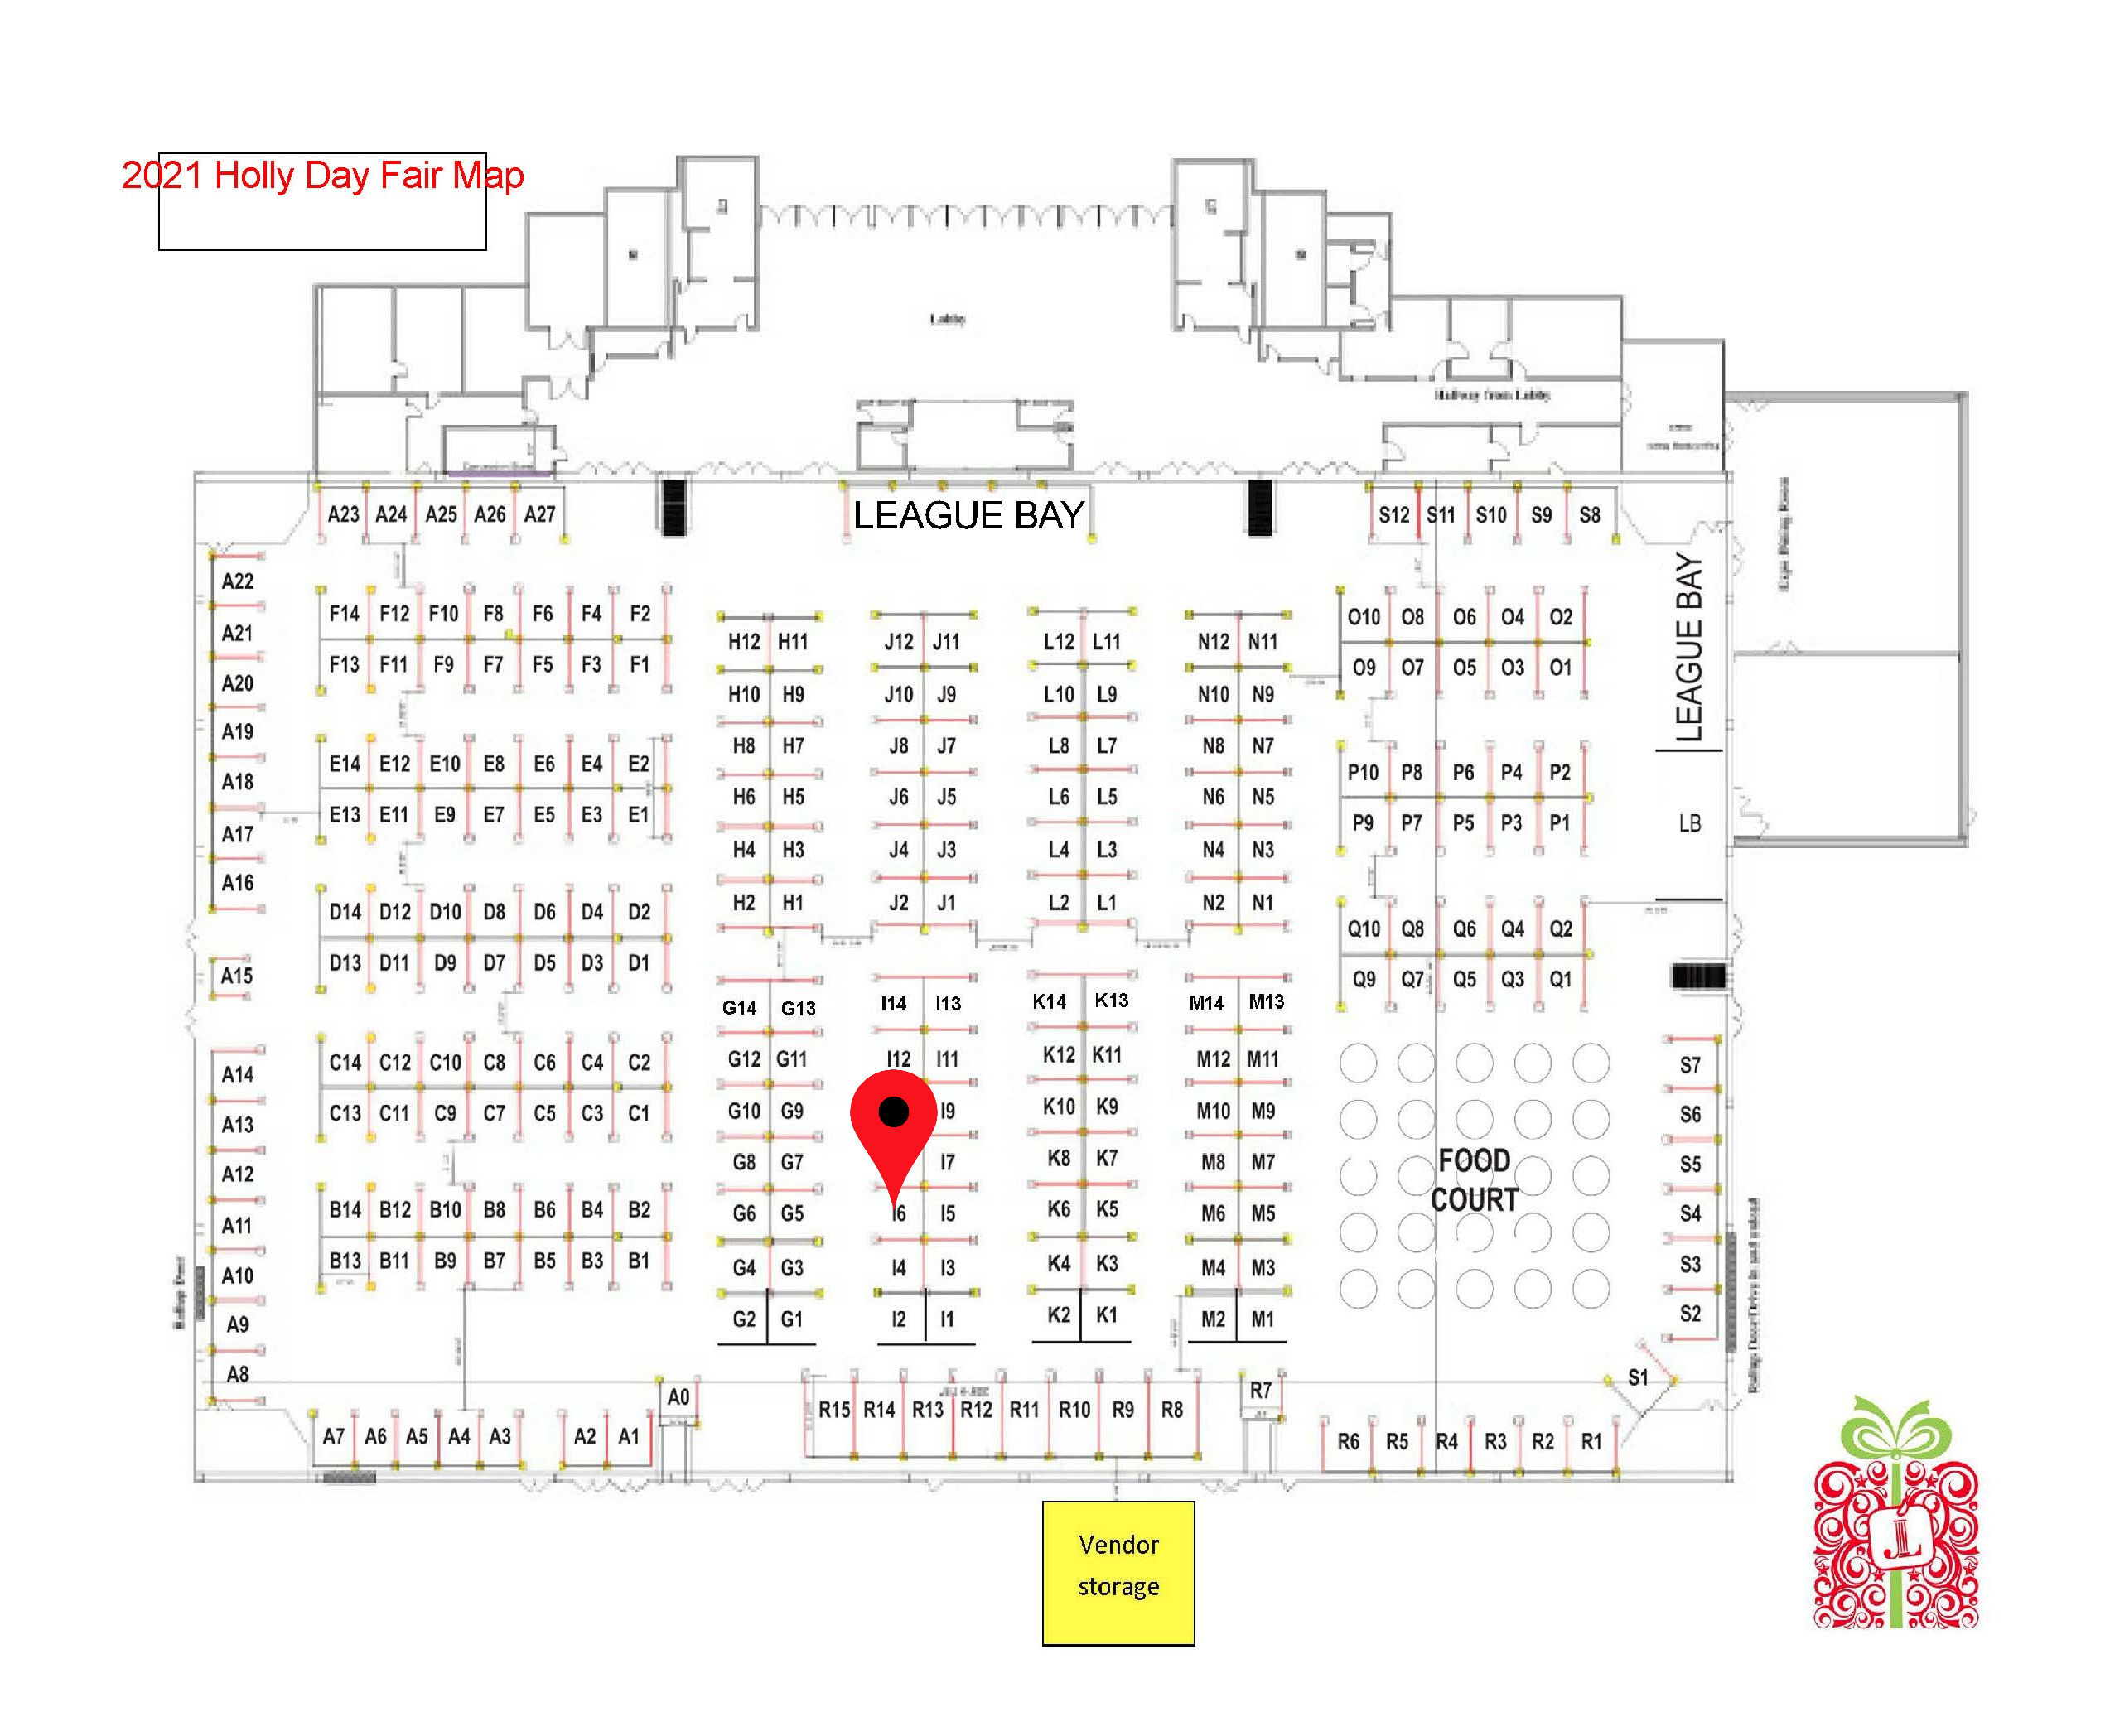 2021 Holly Day Fair Map
Lobby
Hallway from Lobby
LEAGUE BAY
A23 A24 A25 A26 A27
S12 S11 S10 S9 S8
A22
A21
A20
A19
A18
A17
A16
A15
A14
A13
A12
A11
A10
A9
A8
F14 F12 F10 F8 F6 F4 F2
F13 F11 F9 F7 F5 F3 F1
E14 E12 E10 E8 E6 E4 E2
E13 E11 E9 E7 E5 E3 E1
D14 D12 D10 D8 D6 D4 D2
D13 D11 D9 D7 D5 D3 D1
C14 C12 C10 C8 C6 C4 C2
C13 C11 C9 C7 C5 C3 C1
B14 B12 B10 B8 B6 B4 B2
B13 B11 B9 B7 B5 B3 B1
H12 H11 J12 J11 L12 L11 N12 N11
H10 H9 J10 J9 L10 L9 N10 N9
H8 H7 J8 J7 L8 L7 N8 N7
H6 H5 J6 J5 L6 L5 N6 N5
H4 H3 J4 J3 L4 L3 N4 N3
H2 H1 J2 J1 L2 L1 N2 N1
G14 G13 I14 I13 K14 K13 M14 M13
G12 G11 I12 I11 K12 K11 M12 M11
G10 G9 I9 K10 K9 M10 M9
G8 G7 I7 K8 K7 M8 M7
G6 G5 I6 I5 K6 K5 M6 M5
G4 G3 I4 I3 K4 K3 M4 M3
G2 G1 I2 I1 K2 K1 M2 M1
O10 O8 O6 O4 O2
O9 O7 O5 O3 O1
P10 P8 P6 P4 P2
P9 P7 P5 P3 P1
Q10 Q8 Q6 Q4 Q2
Q9 Q7 Q5 Q3 Q1
LEAGUE BAY
LB
FOOD
COURT
S7
S6
S5
S4
S3
S2
S1
A7 A6 A5 A4 A3 A2 A1
A0
R15 R14 R13 R12 R11 R10 R9 R8
R7
R6 R5 R4 R3 R2 R1
Vendor
storage
JL